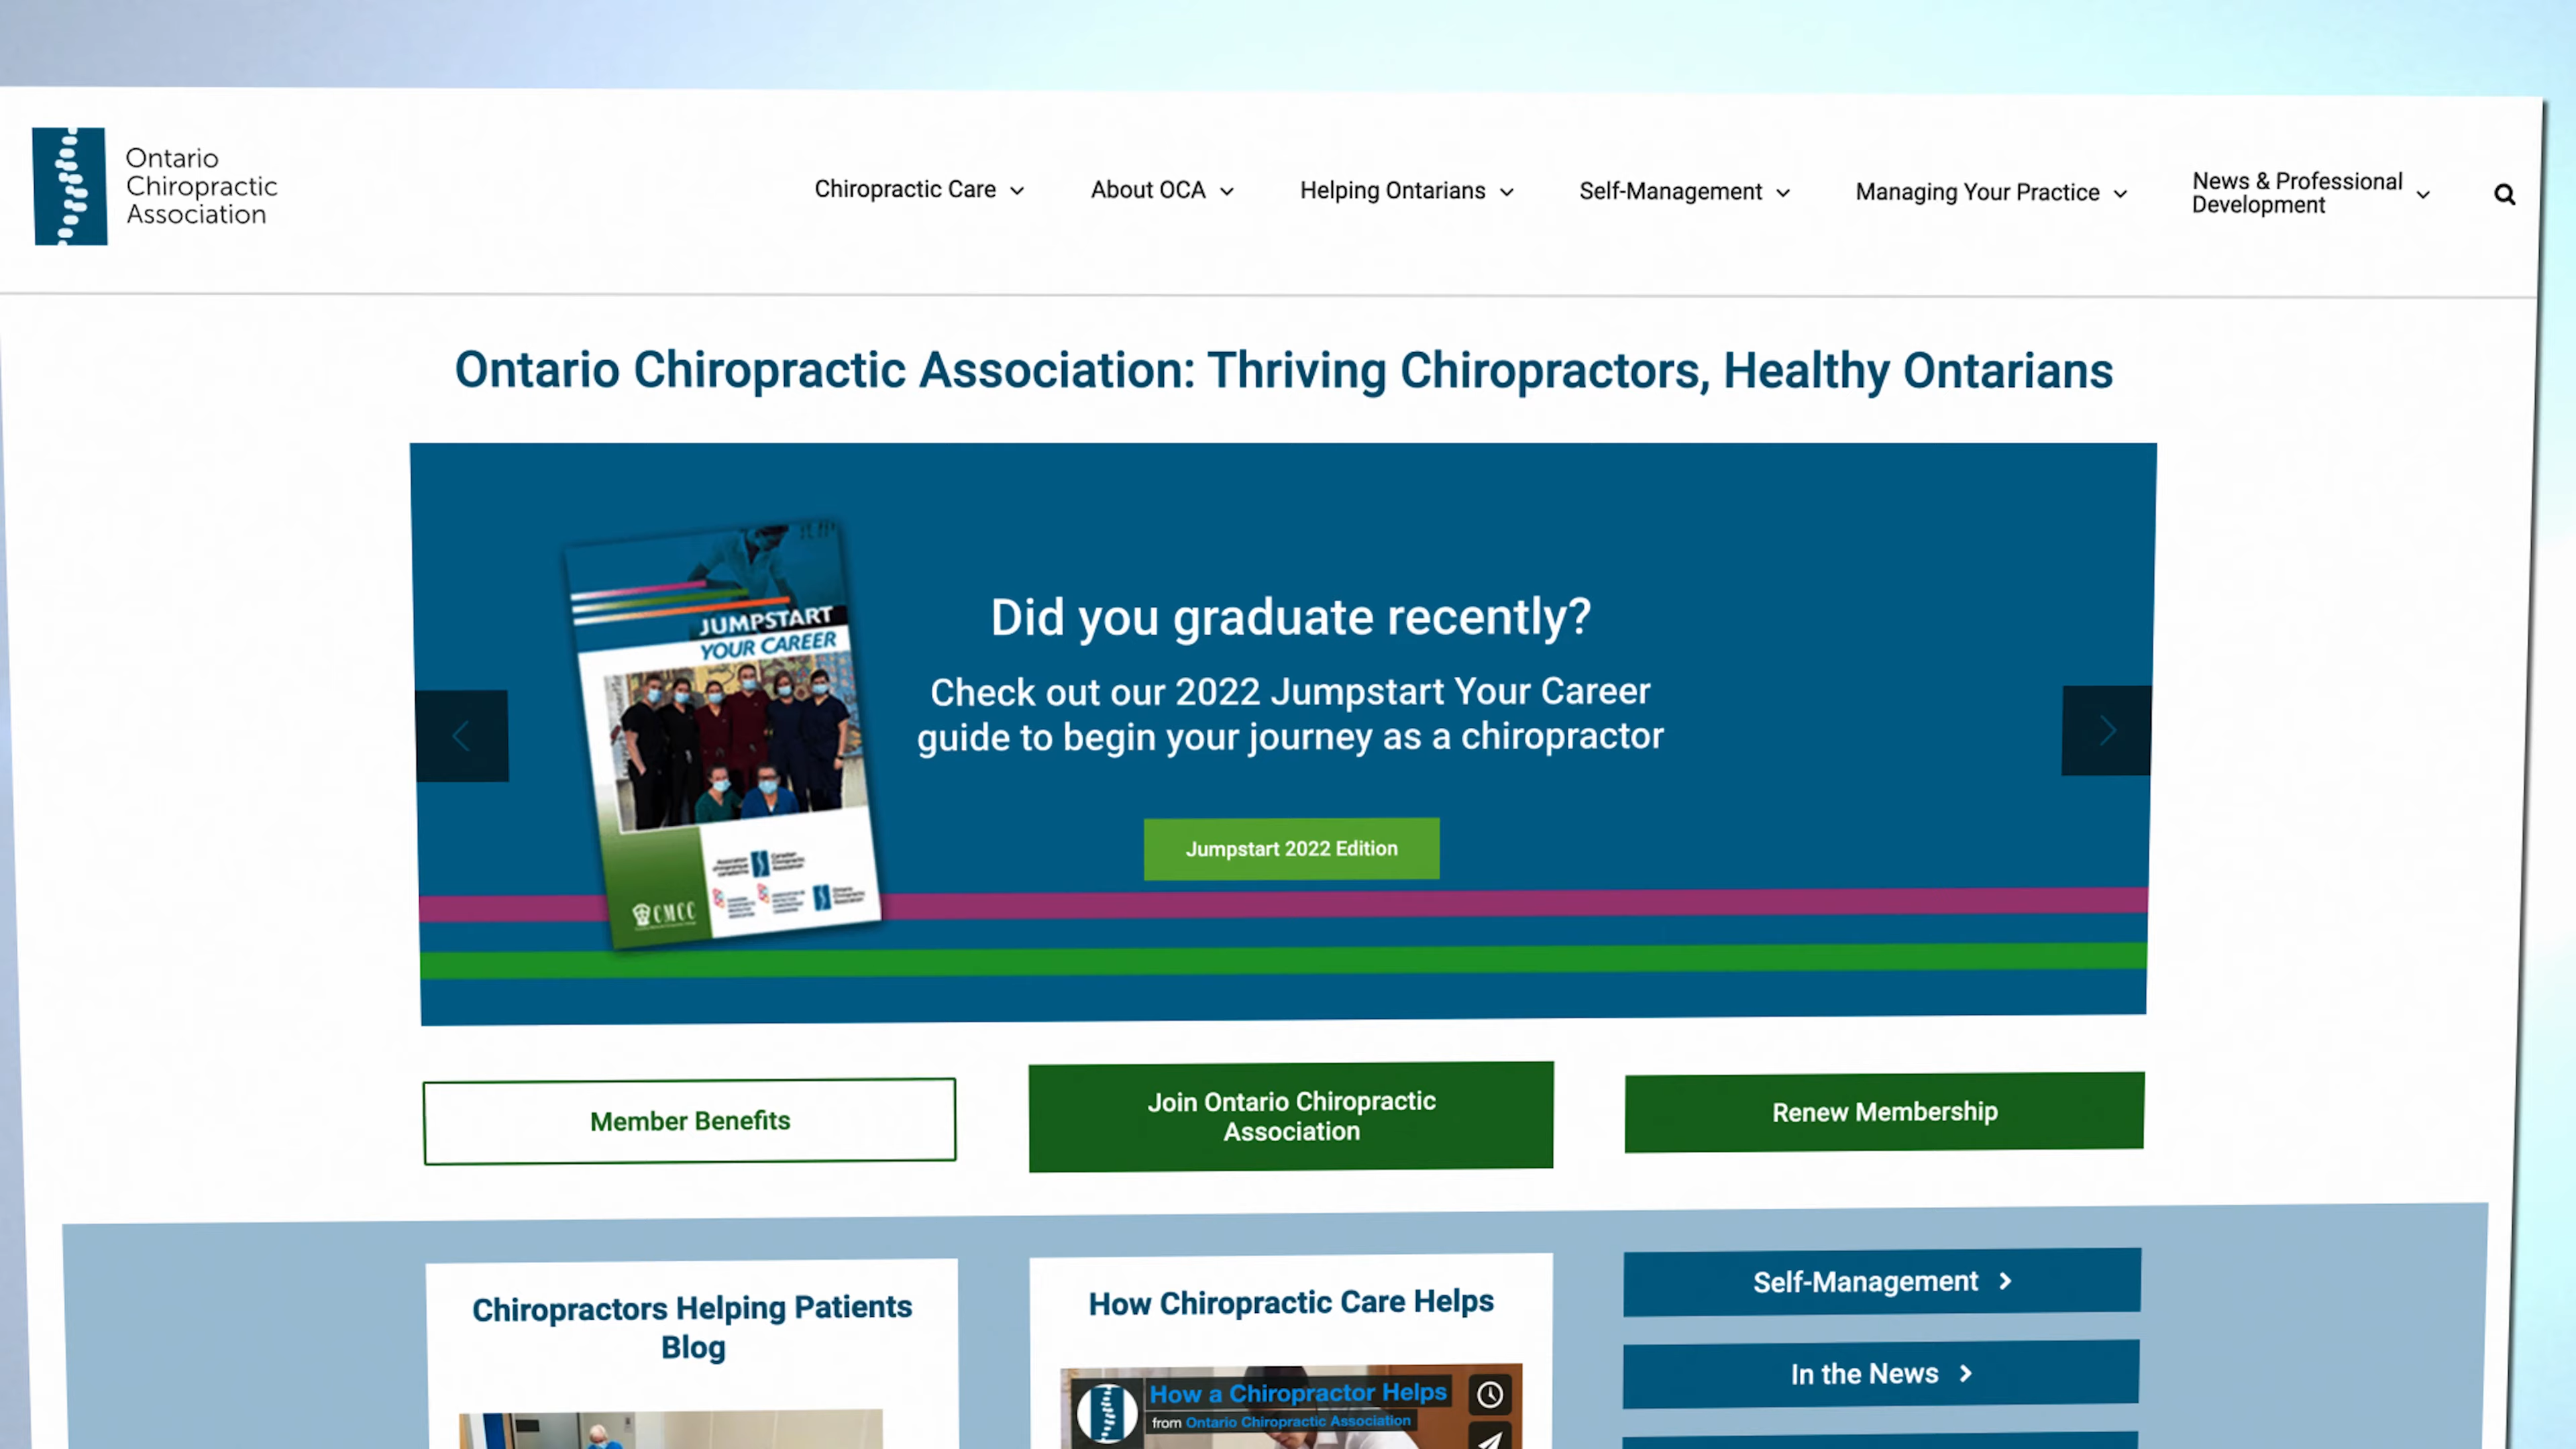 Ontario
Chiropractic
Association
Chiropractic Care
About OCA
Helping Ontarians
Self-Management
Managing Your Practice
News & Professional
Development
Ontario Chiropractic Association: Thriving Chiropractors, Healthy Ontarians
JUMPSTART
YOUR CAREER
CMCC
Did you graduate recently?
Check out our 2022 Jumpstart Your Career
guide to begin your journey as a chiropractor
Jumpstart 2022 Edition
Member Benefits
Join Ontario Chiropractic
Association
Renew Membership
Chiropractors Helping Patients
Blog
How Chiropractic Care Helps
How a Chiropractor Helps
from Ontario Chiropractic Association
Self-Management
In the News